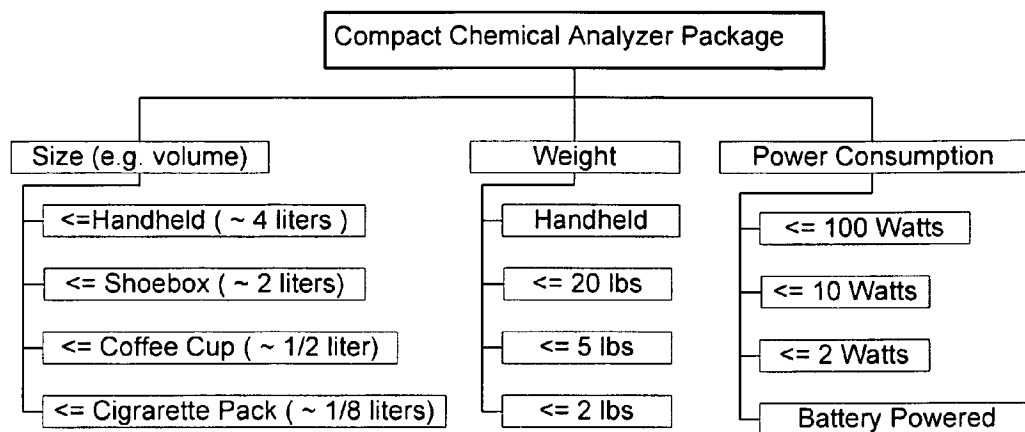 Compact Chemical Analyzer Package
Size (e.g. volume)
<=Handheld ( ~ 4 liters )
<= Shoebox ( ~ 2 liters)
<= Coffee Cup ( ~ 1/2 liter)
<= Cigrarette Pack ( ~ 1/8 liters)
Weight
Handheld
<= 20 lbs
<= 5 lbs
<= 2 lbs
Power Consumption
<= 100 Watts
<= 10 Watts
<= 2 Watts
Battery Powered